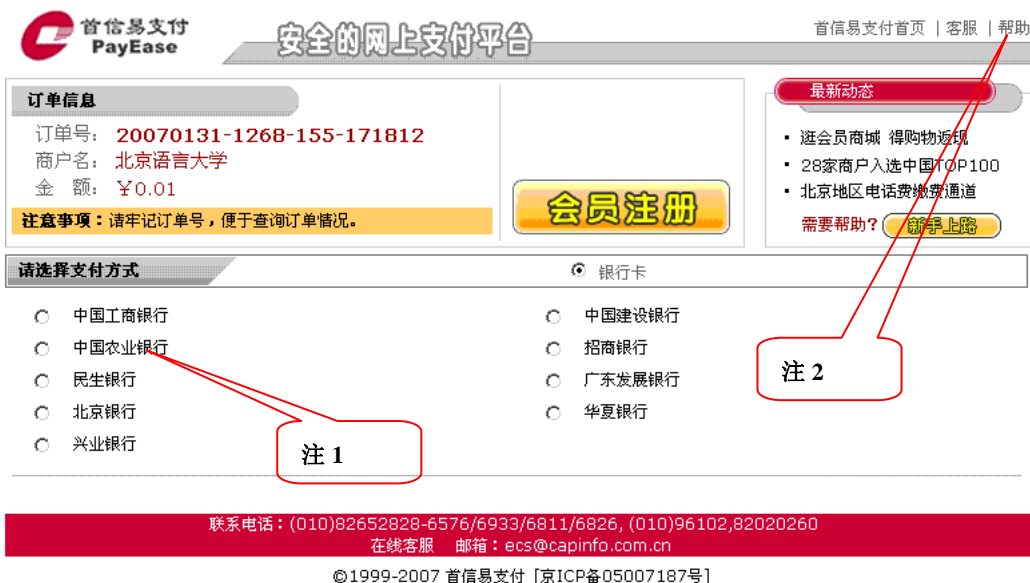 首信易支付
PayEase
安全的网上支付平台
首信易支付首页 | 客服 | 帮助
订单信息
订单号: 20070131-1268-155-171812
商户名: 北京语言大学
金 额: ￥0.01
注意事项：请牢记订单号，便于查询订单情况。
会员注册
最新动态
逛会员商城 得购物返现
28家商户入选中国TOP100
北京地区电话费缴费通道
需要帮助? 新手上路
请选择支付方式
银行卡
中国工商银行
中国建设银行
中国农业银行
招商银行
民生银行
广东发展银行
北京银行
华夏银行
兴业银行
注 1
注 2
联系电话：(010)82652828-6576/6933/6811/6826, (010)96102,82020260
在线客服 邮箱：ecs@capinfo.com.cn
©1999-2007 首信易支付 [京ICP备05007187号]